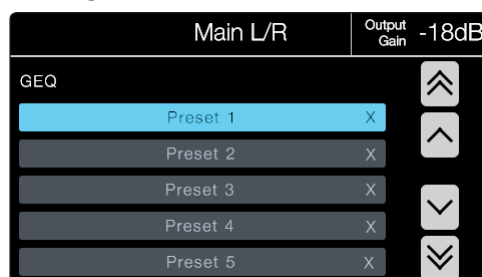 Main L/R Output Gain -18dB
GEQ
Preset 1 X
Preset 2 X
Preset 3 X
Preset 4 X
Preset 5 X